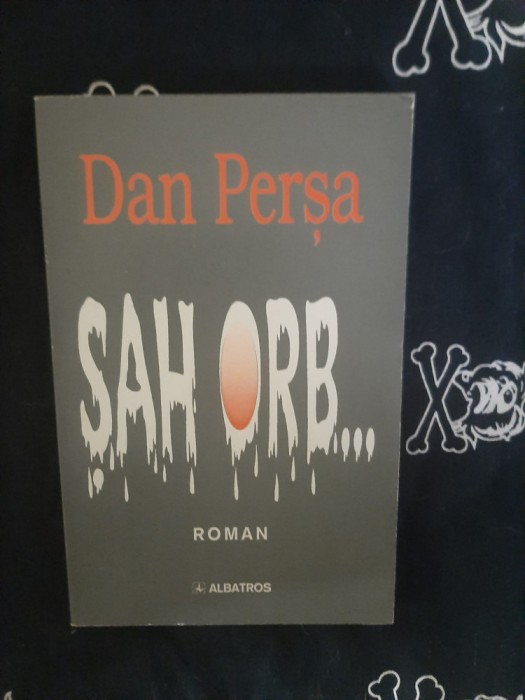 Dan Perșa
ȘAH ORB...
ROMAN
ALBATROS